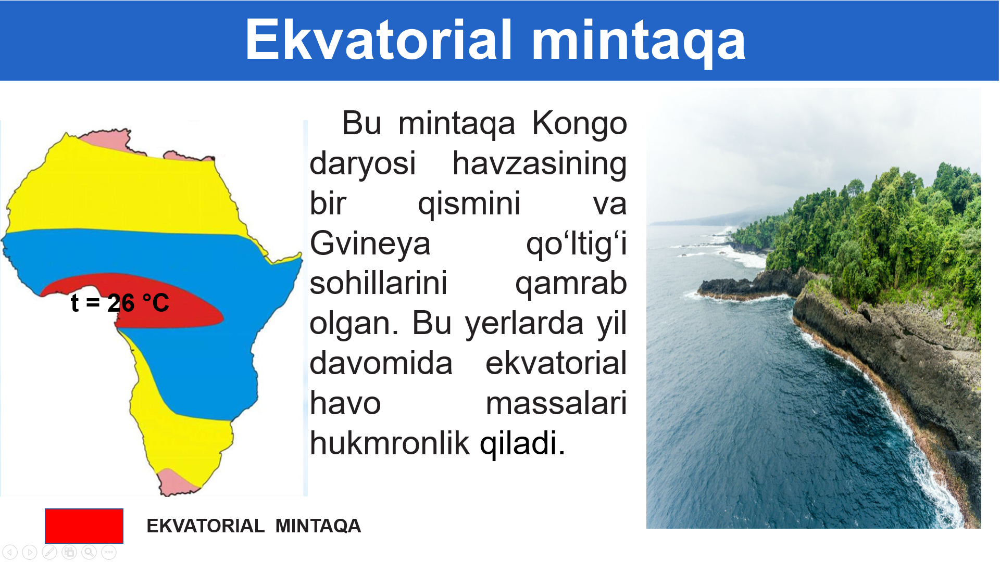 Ekvatorial mintaqa
Bu mintaqa Kongo
daryosi havzasining
bir qismini va
Gvineya qo‘ltig‘i
sohillarini qamrab
olgan. Bu yerlarda yil
davomida ekvatorial
havo massalari
hukmronlik qiladi.
t = 26 °C
EKVATORIAL MINTAQA